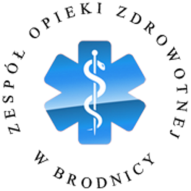 ZESPÓŁ OPIEKI ZDROWOTNEJ
W BRODNICY